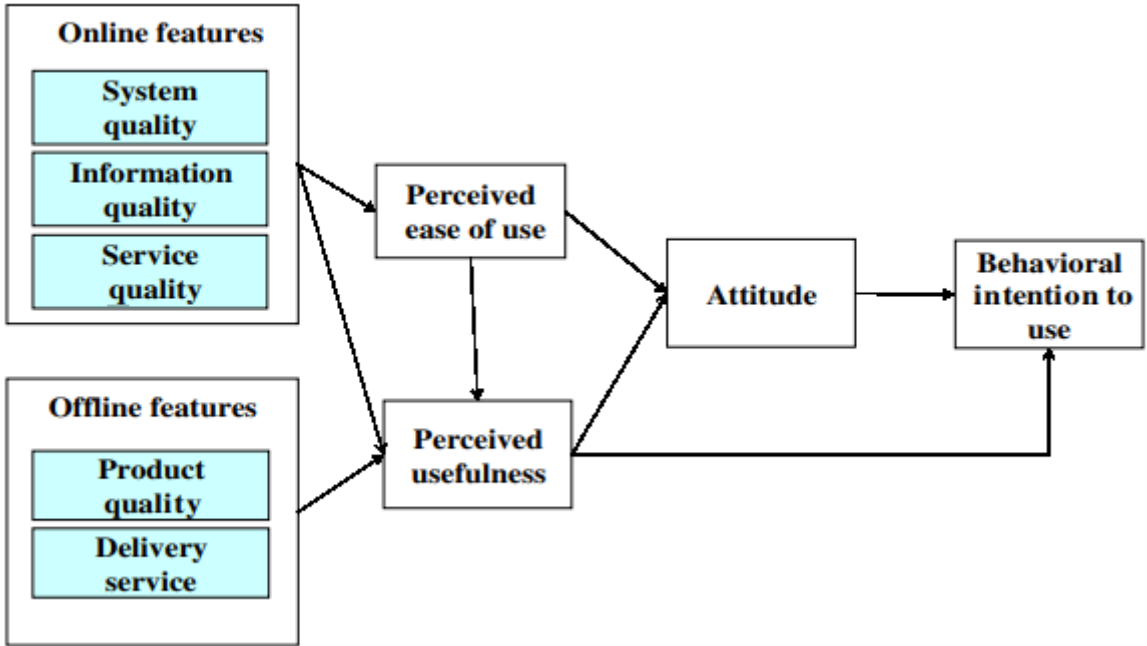 Online features
System
quality
Information
quality
Service
quality
Perceived
ease of use
Attitude
Behavioral
intention to
use
Offline features
Product
quality
Delivery
service
Perceived
usefulness